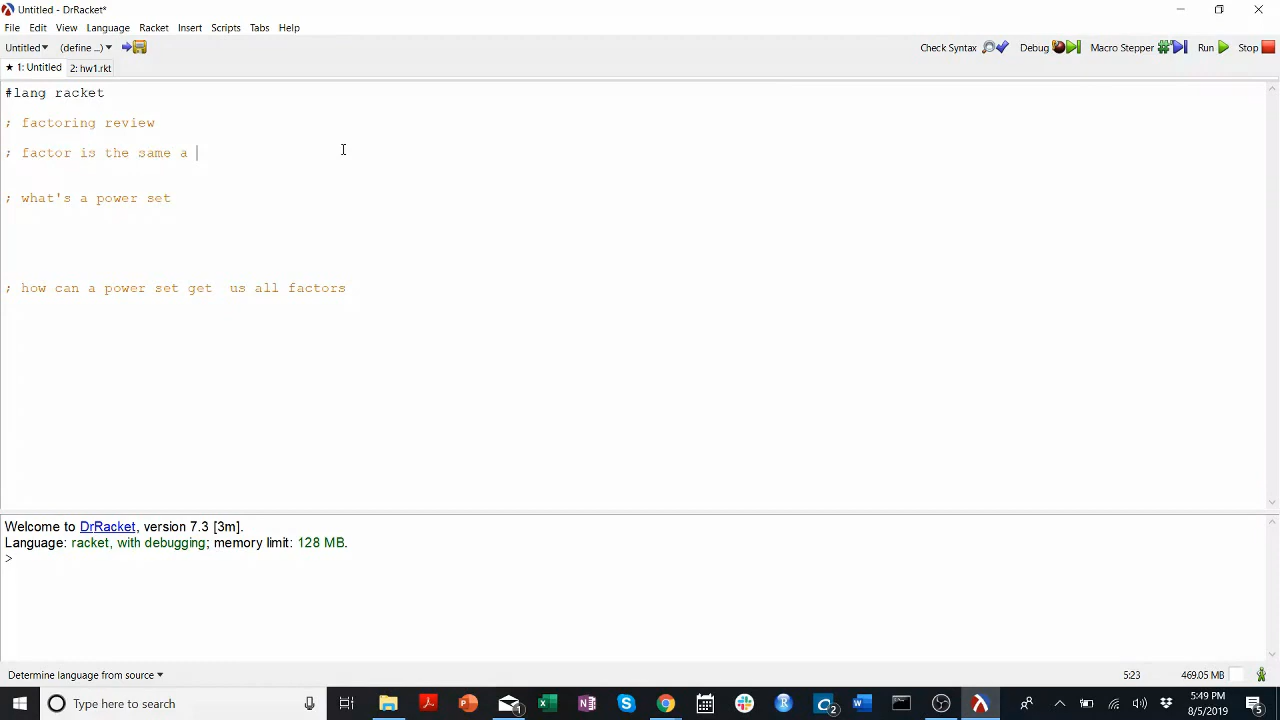 Untitled - DrRacket*
File Edit View Language Racket Insert Scripts Tabs Help
Untitled▾ (define ...)▾ Check Syntax Debug Macro Stepper Run Stop
★ 1: Untitled 2: hw1.rkt
#lang racket
; factoring review
; factor is the same a
; what's a power set
; how can a power set get  us all factors
Welcome to DrRacket, version 7.3 [3m].
Language: racket, with debugging; memory limit: 128 MB.
>
Determine language from source▾ 5:23 469.05 MB
Type here to search
5:49 PM
8/5/2019